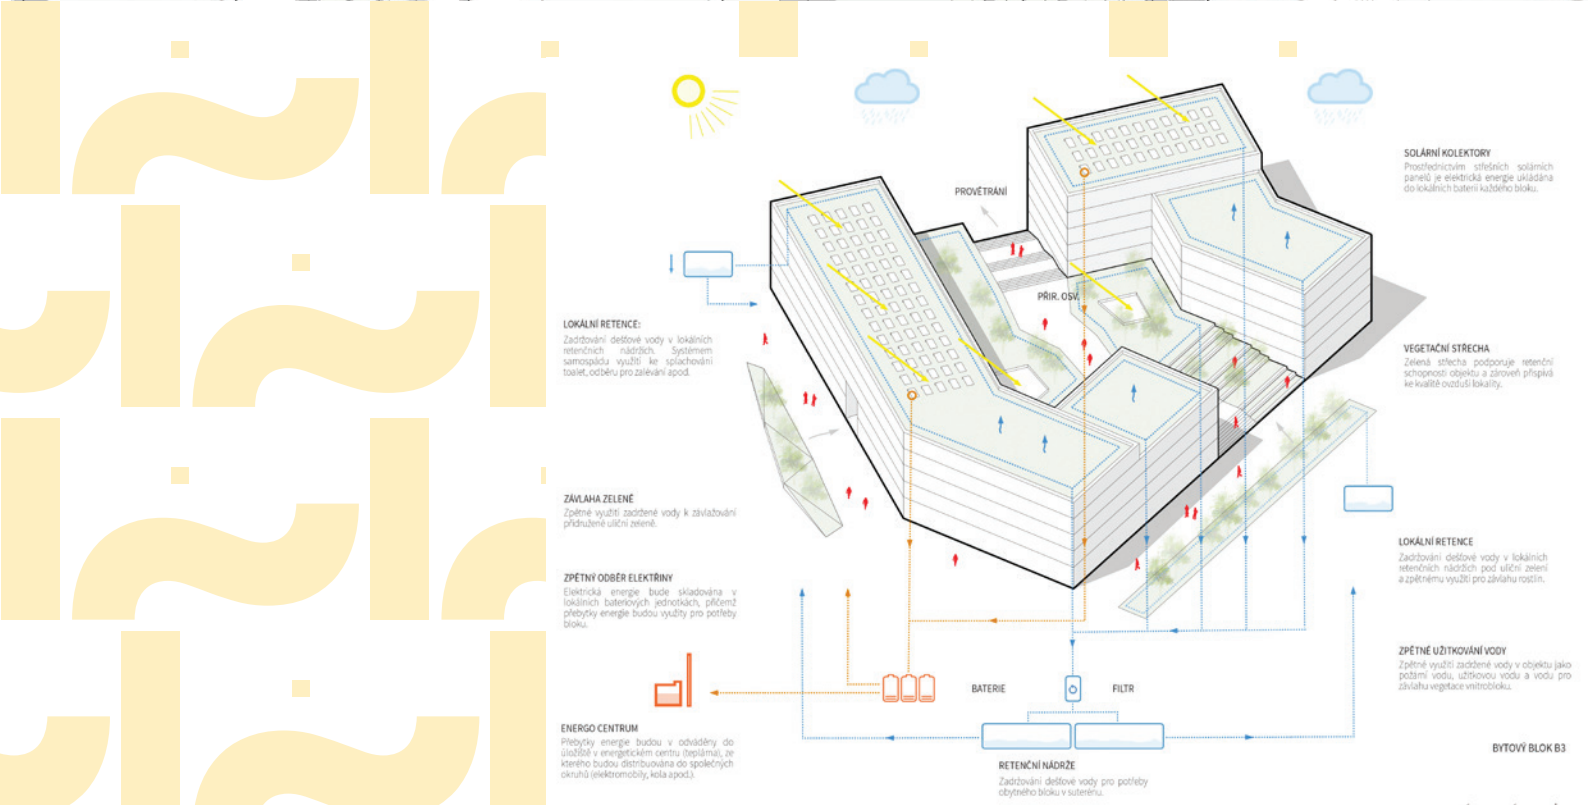 SOLÁRNÍ KOLEKTORY
Prostřednictvím střešních solárních
panelů je elektrická energie ukládána
do lokálních baterií každého bloku.
PROVĚTRÁNÍ
PŘIR. OSV.
LOKÁLNÍ RETENCE:
Zadržování dešťové vody v lokálních
retenčních nádržích. Systémem
samospádu využití ke splachování
toalet, odběru pro zalévání apod.
VEGETAČNÍ STŘECHA
Zelená střecha podporuje retenční
schopnosti objektu a zároveň přispívá
ke kvalitě ovzduší lokality.
ZÁVLAHA ZELENĚ
Zpětné využití zadržené vody k závlažování
přidružené uliční zeleně.
LOKÁLNÍ RETENCE
Zadržování dešťové vody v lokálních
retenčních nádržích pod uliční zelení
a zpětnému využití pro závlahu rostlin.
ZPĚTNÝ ODBĚR ELEKTŘINY
Elektrická energie bude skladována v
lokálních bateriových jednotkách, přičemž
přebytky energie budou využity pro potřeby
bloku.
ZPĚTNÉ UŽITKOVÁNÍ VODY
Zpětné využití zadržené vody v objektu jako
požární vodu, užitkovou vodu a vodu pro
závlahu vegetace vnitrobloku.
BATERIE
FILTR
ENERGO CENTRUM
Přebytky energie budou v odváděny do
úložiště v energetickém centru (teplárna), ze
kterého budou distribuována do společných
okruhů (elektromobily, kola apod.).
RETENČNÍ NÁDRŽE
Zadržování dešťové vody pro potřeby
obytného bloku v suterénu.
BYTOVÝ BLOK B3